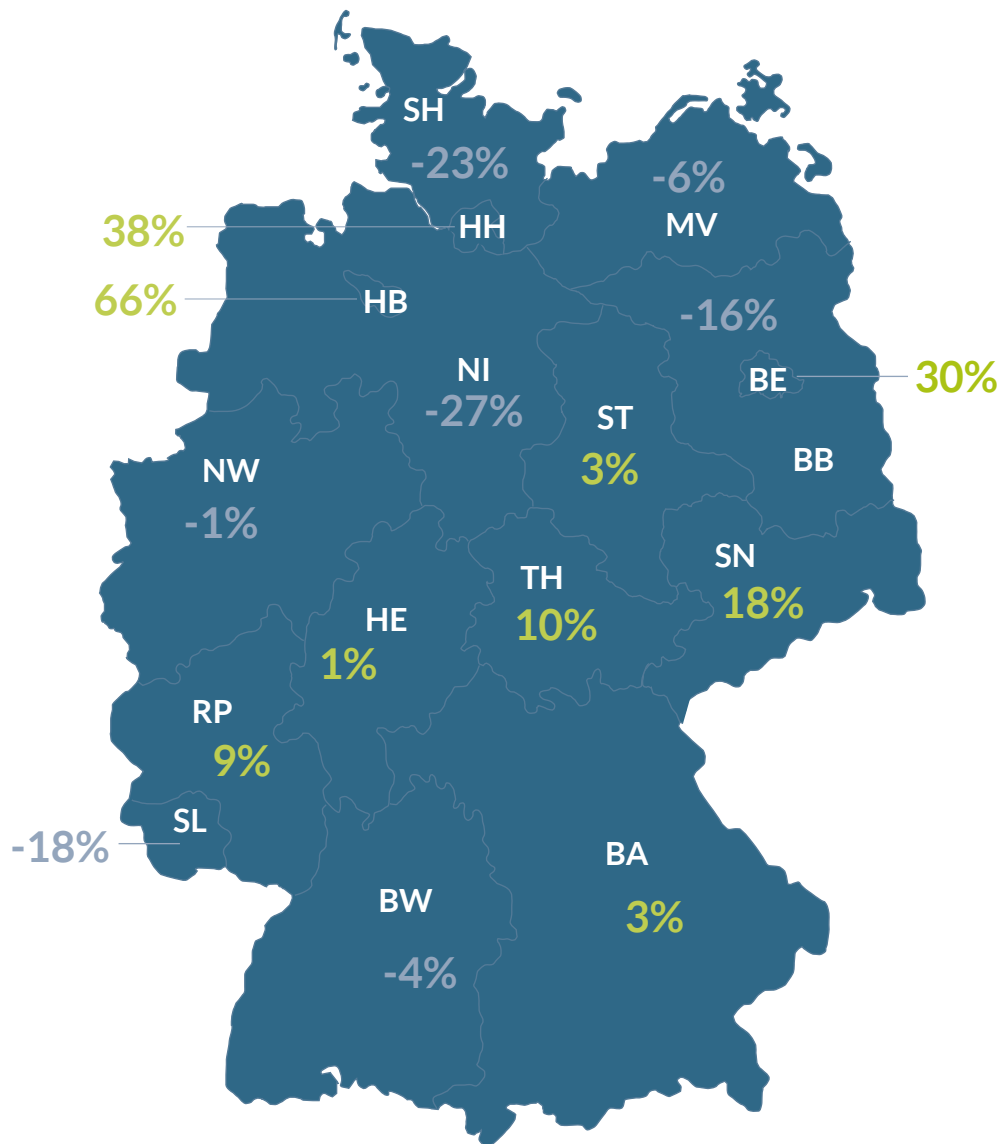 SH
-23%
-6%
MV
38%
HH
66%
HB
-16%
NI
-27%
BE
30%
ST
3%
BB
NW
-1%
SN
18%
TH
10%
HE
1%
RP
9%
SL
-18%
BA
3%
BW
-4%